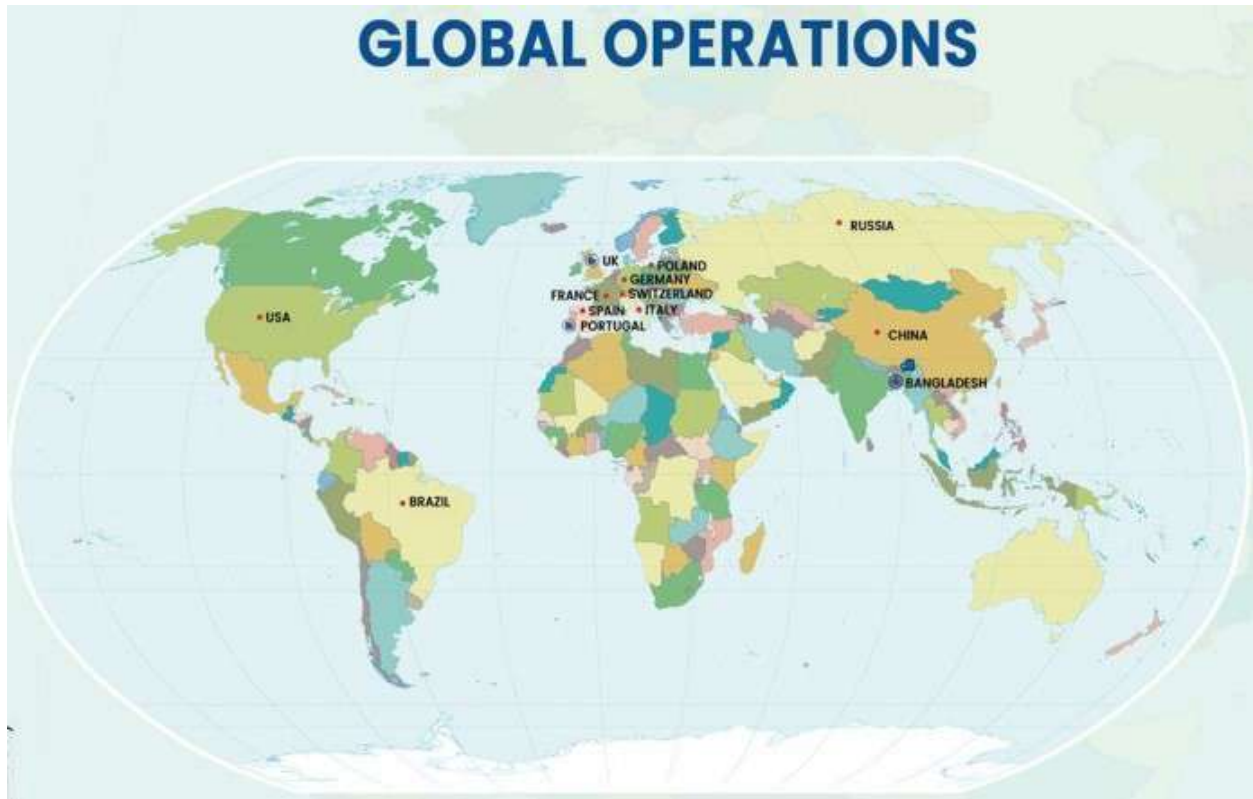 GLOBAL OPERATIONS
RUSSIA
UK
POLAND
GERMANY
FRANCE
SWITZERLAND
SPAIN
ITALY
PORTUGAL
USA
CHINA
BANGLADESH
BRAZIL